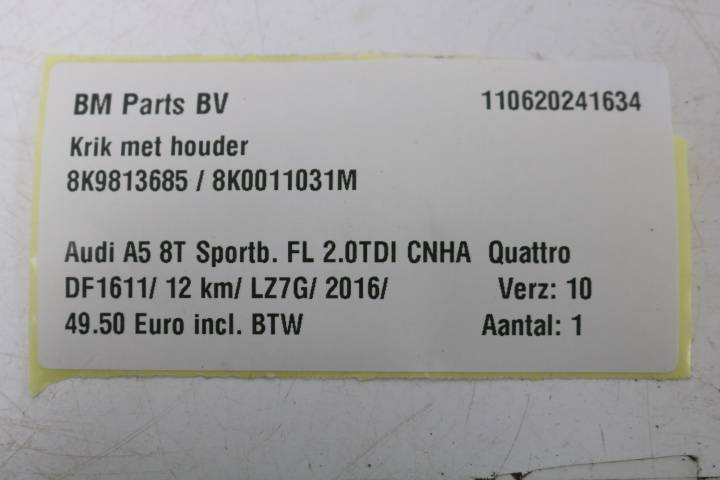 BM Parts BV 110620241634
Krik met houder
8K9813685 / 8K0011031M
Audi A5 8T Sportb. FL 2.0TDI CNHA Quattro
DF1611/ 12 km/ LZ7G/ 2016/ Verz: 10
49.50 Euro incl. BTW Aantal: 1